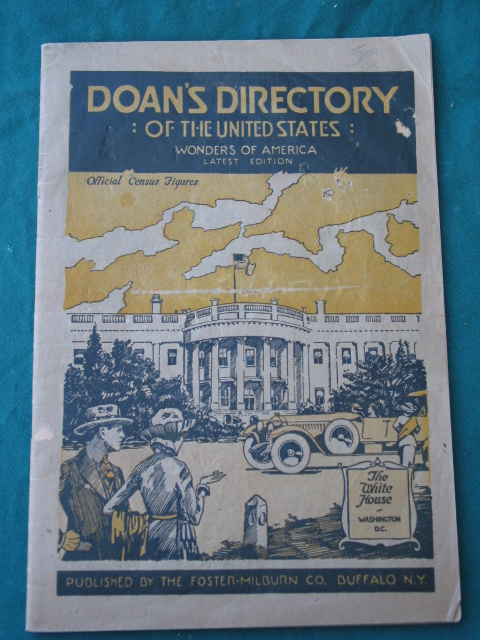 DOAN'S DIRECTORY
: OF THE UNITED STATES :
WONDERS OF AMERICA
LATEST EDITION
Official Census Figures
The
White
House
-
WASHINGTON
D.C.
PUBLISHED BY THE FOSTER-MILBURN CO. BUFFALO N.Y.